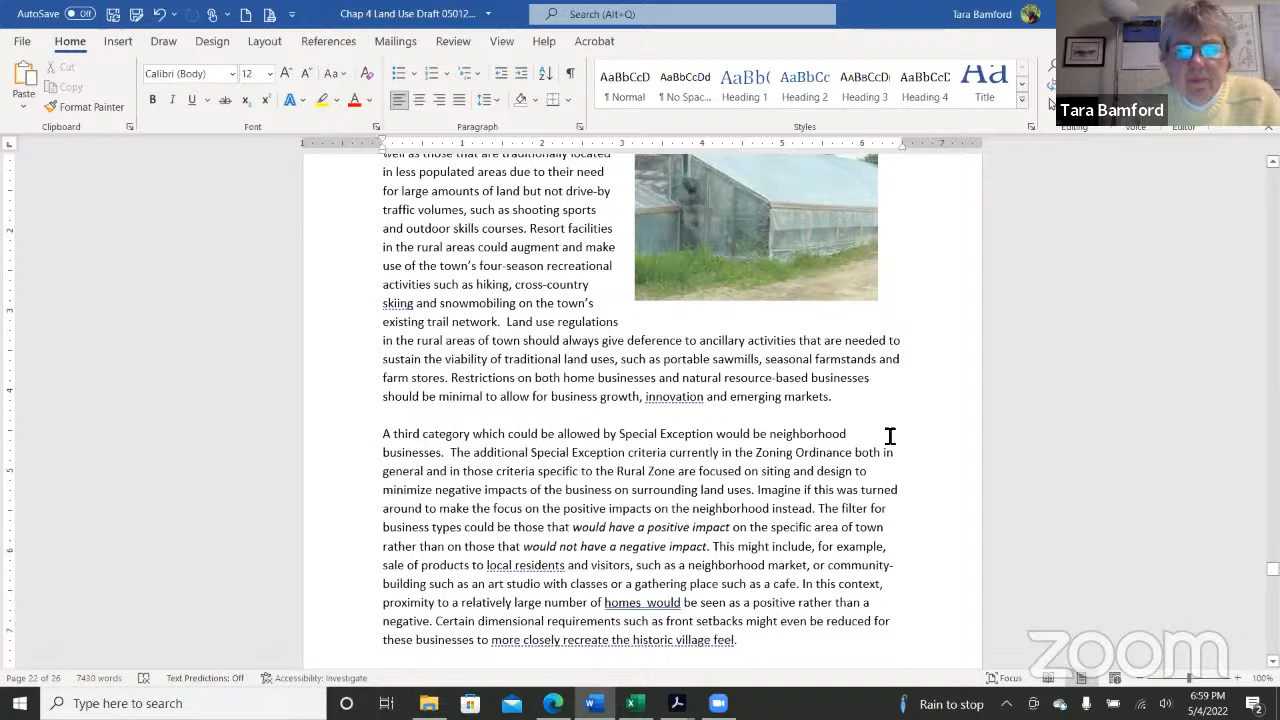 AutoSave Off
Chap 4 Land Use Draft 05012...
Search (Alt+Q)
Tara Bamford
File Home Insert Draw Design Layout References Mailings Review View Help Acrobat
Paste
Cut
Copy
Format Painter
Calibri (Body) 12
AaBbCcD AaBbCcDd AaBbC AaBbCc AaBbCcD AaBbCcD Aa
¶ Normal ¶ No Spac... Heading 1 Heading 2 Heading 3 Heading 4 Title
Clipboard Font Paragraph Styles Editing Voice Editor
Tara Bamford
1 1 2 3 4 5 6 7
well as those that are traditionally located
in less populated areas due to their need
for large amounts of land but not drive-by
traffic volumes, such as shooting sports
and outdoor skills courses. Resort facilities
in the rural areas could augment and make
use of the town's four-season recreational
activities such as hiking, cross-country
skiing and snowmobiling on the town's
existing trail network.  Land use regulations
in the rural areas of town should always give deference to ancillary activities that are needed to
sustain the viability of traditional land uses, such as portable sawmills, seasonal farmstands and
farm stores. Restrictions on both home businesses and natural resource-based businesses
should be minimal to allow for business growth, innovation and emerging markets.
A third category which could be allowed by Special Exception would be neighborhood
businesses.  The additional Special Exception criteria currently in the Zoning Ordinance both in
general and in those criteria specific to the Rural Zone are focused on siting and design to
minimize negative impacts of the business on surrounding land uses. Imagine if this was turned
around to make the focus on the positive impacts on the neighborhood instead. The filter for
business types could be those that would have a positive impact on the specific area of town
rather than on those that would not have a negative impact. This might include, for example,
sale of products to local residents and visitors, such as a neighborhood market, or community-
building such as an art studio with classes or a gathering place such as a cafe. In this context,
proximity to a relatively large number of homes  would be seen as a positive rather than a
negative. Certain dimensional requirements such as front setbacks might even be reduced for
these businesses to more closely recreate the historic village feel.
zoom
Page 22 of 26 7430 words Text Predictions: Off Accessibility: Investigate Focus 100%
Type here to search
Rain to stop
6:59 PM
5/4/2022
2